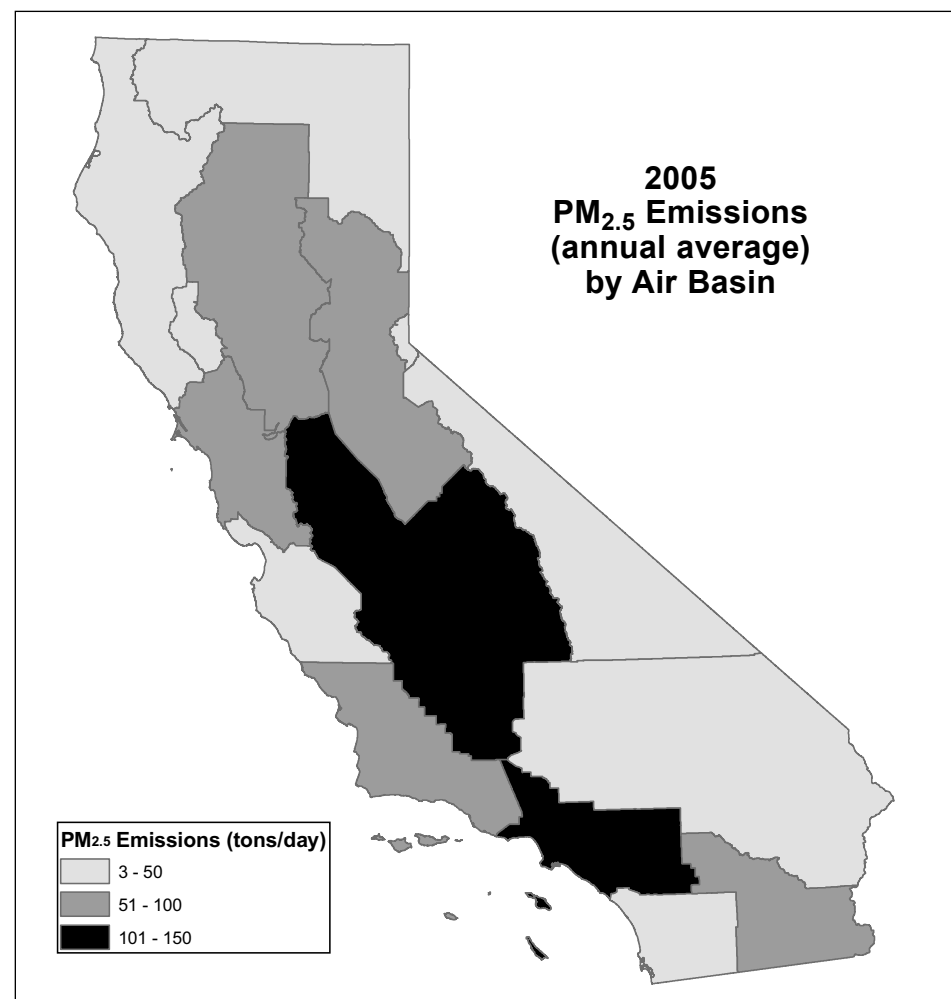 2005
PM2.5 Emissions
(annual average)
by Air Basin
PM2.5 Emissions (tons/day)
3 - 50
51 - 100
101 - 150